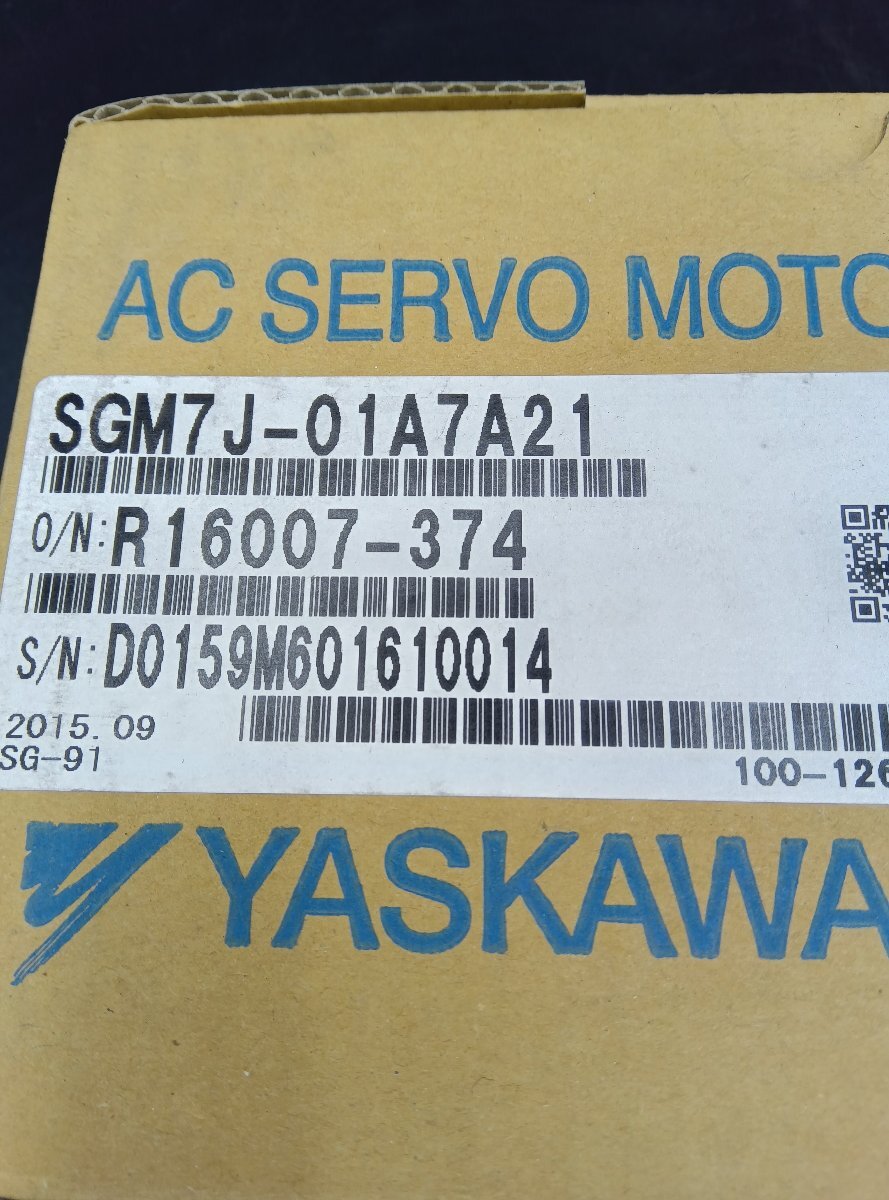 AC SERVO MOTO
SGM7J-01A7A21
O/N: R16007-374
S/N: D0159M601610014
2015.09
SG-91
100-126
YASKAWA